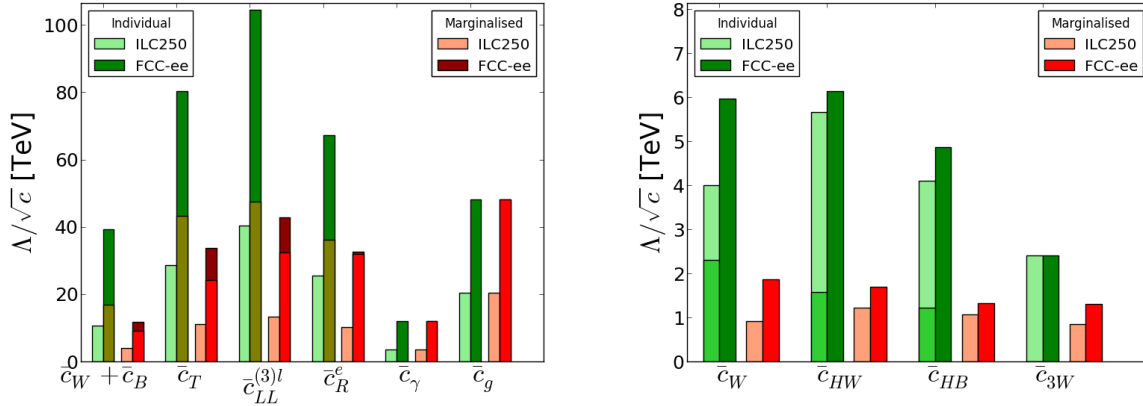 Individual
ILC250
FCC-ee
Marginalised
ILC250
FCC-ee
Λ/√c [TeV]
100
80
60
40
20
0
c̄_W + c̄_B
c̄_T
c̄_LL^(3)l
c̄_R^e
c̄_γ
c̄_g
Individual
ILC250
FCC-ee
Marginalised
ILC250
FCC-ee
Λ/√c [TeV]
8
7
6
5
4
3
2
1
0
c̄_W
c̄_HW
c̄_HB
c̄_3W